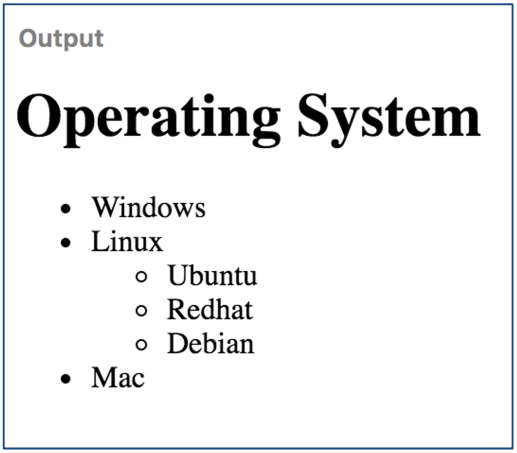 Output
Operating System
Windows
Linux
Ubuntu
Redhat
Debian
Mac